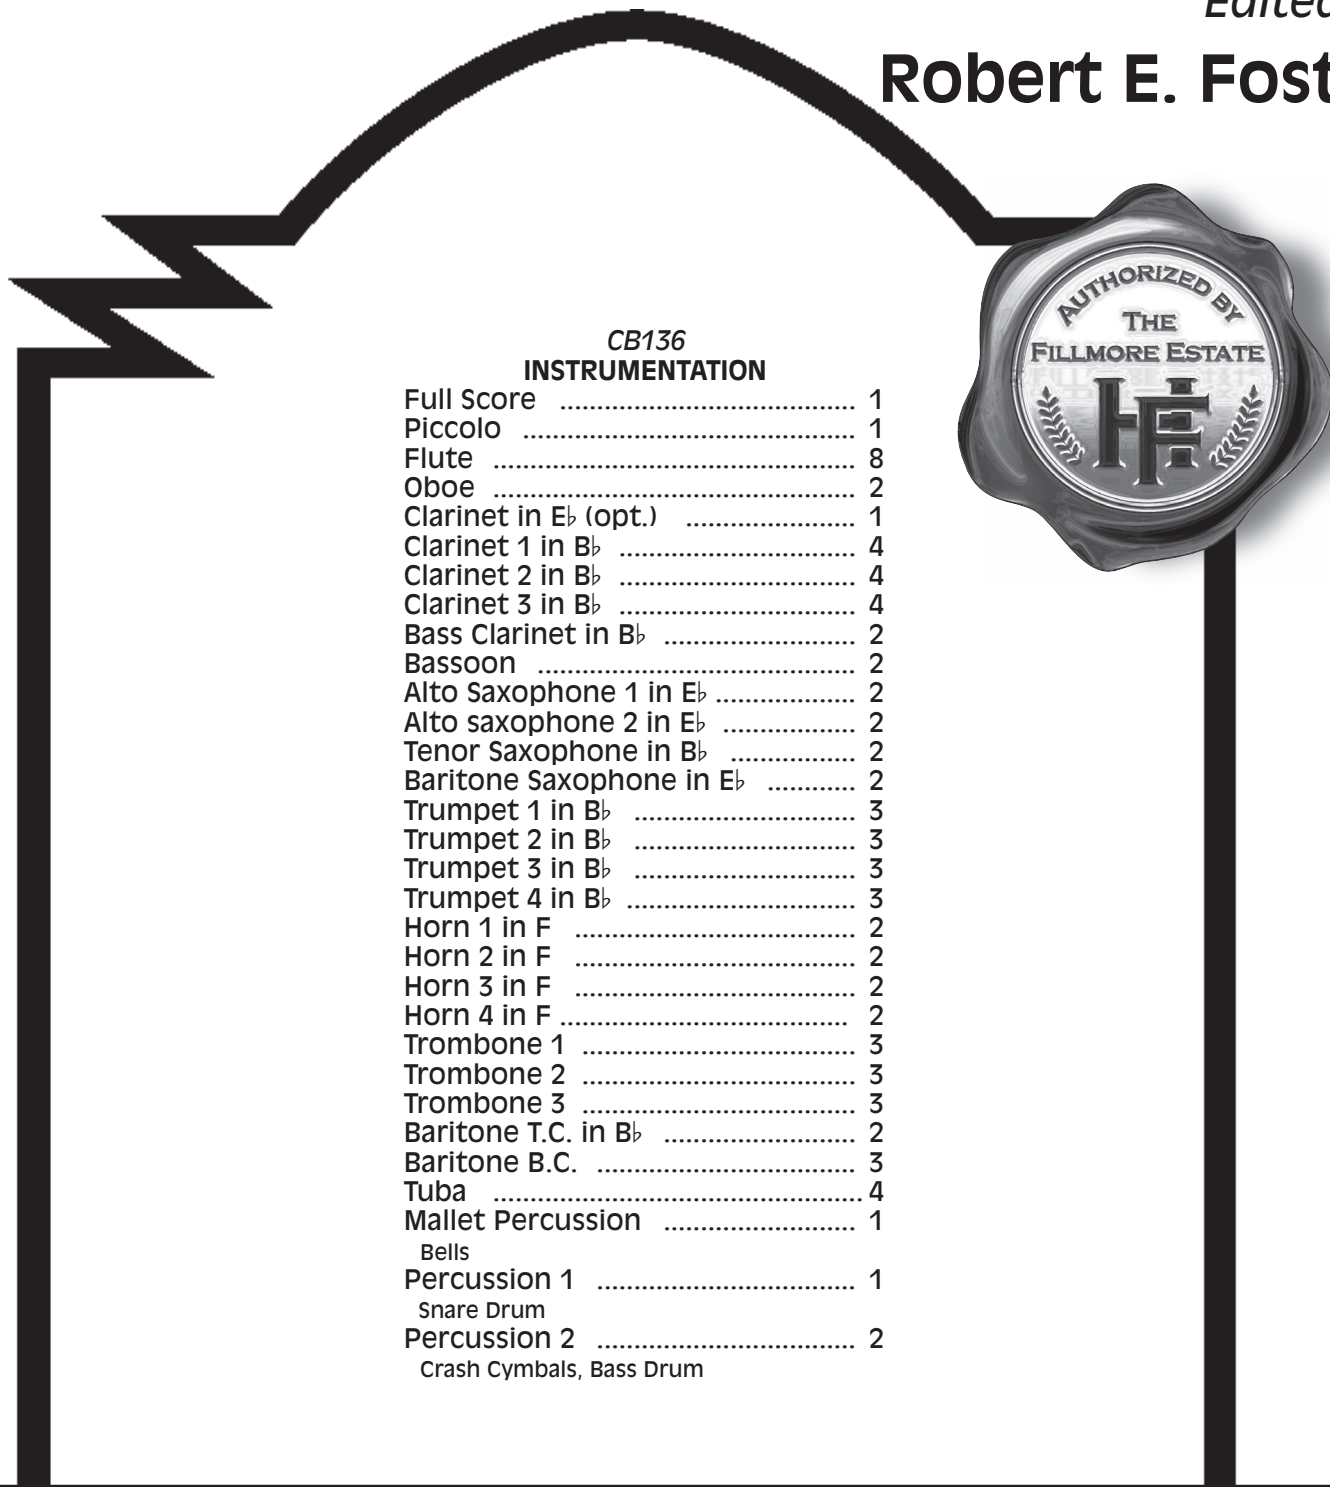 Edited
Robert E. Fost
AUTHORIZED BY
THE
FILLMORE ESTATE
HF
CB136
INSTRUMENTATION
Full Score ........................................ 1
Piccolo ............................................. 1
Flute ................................................. 8
Oboe ................................................. 2
Clarinet in E♭ (opt.) ....................... 1
Clarinet 1 in B♭ ................................ 4
Clarinet 2 in B♭ ................................ 4
Clarinet 3 in B♭ ................................ 4
Bass Clarinet in B♭ .......................... 2
Bassoon ........................................... 2
Alto Saxophone 1 in E♭ ................... 2
Alto saxophone 2 in E♭ .................. 2
Tenor Saxophone in B♭ ................. 2
Baritone Saxophone in E♭ ............ 2
Trumpet 1 in B♭ .............................. 3
Trumpet 2 in B♭ .............................. 3
Trumpet 3 in B♭ .............................. 3
Trumpet 4 in B♭ ............................... 3
Horn 1 in F ...................................... 2
Horn 2 in F ...................................... 2
Horn 3 in F ...................................... 2
Horn 4 in F ....................................... 2
Trombone 1 ..................................... 3
Trombone 2 ..................................... 3
Trombone 3 ..................................... 3
Baritone T.C. in B♭ .......................... 2
Baritone B.C. ................................... 3
Tuba .................................................. 4
Mallet Percussion .......................... 1
Bells
Percussion 1 ................................... 1
Snare Drum
Percussion 2 ................................... 2
Crash Cymbals, Bass Drum